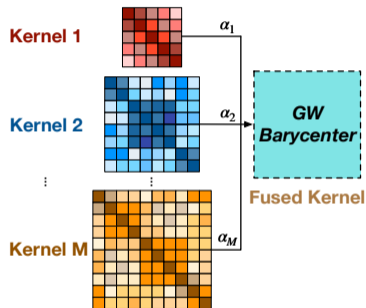 Kernel 1
α1
Kernel 2
α2
GW
Barycenter
Fused Kernel
⋮ ⋮
Kernel M
αM